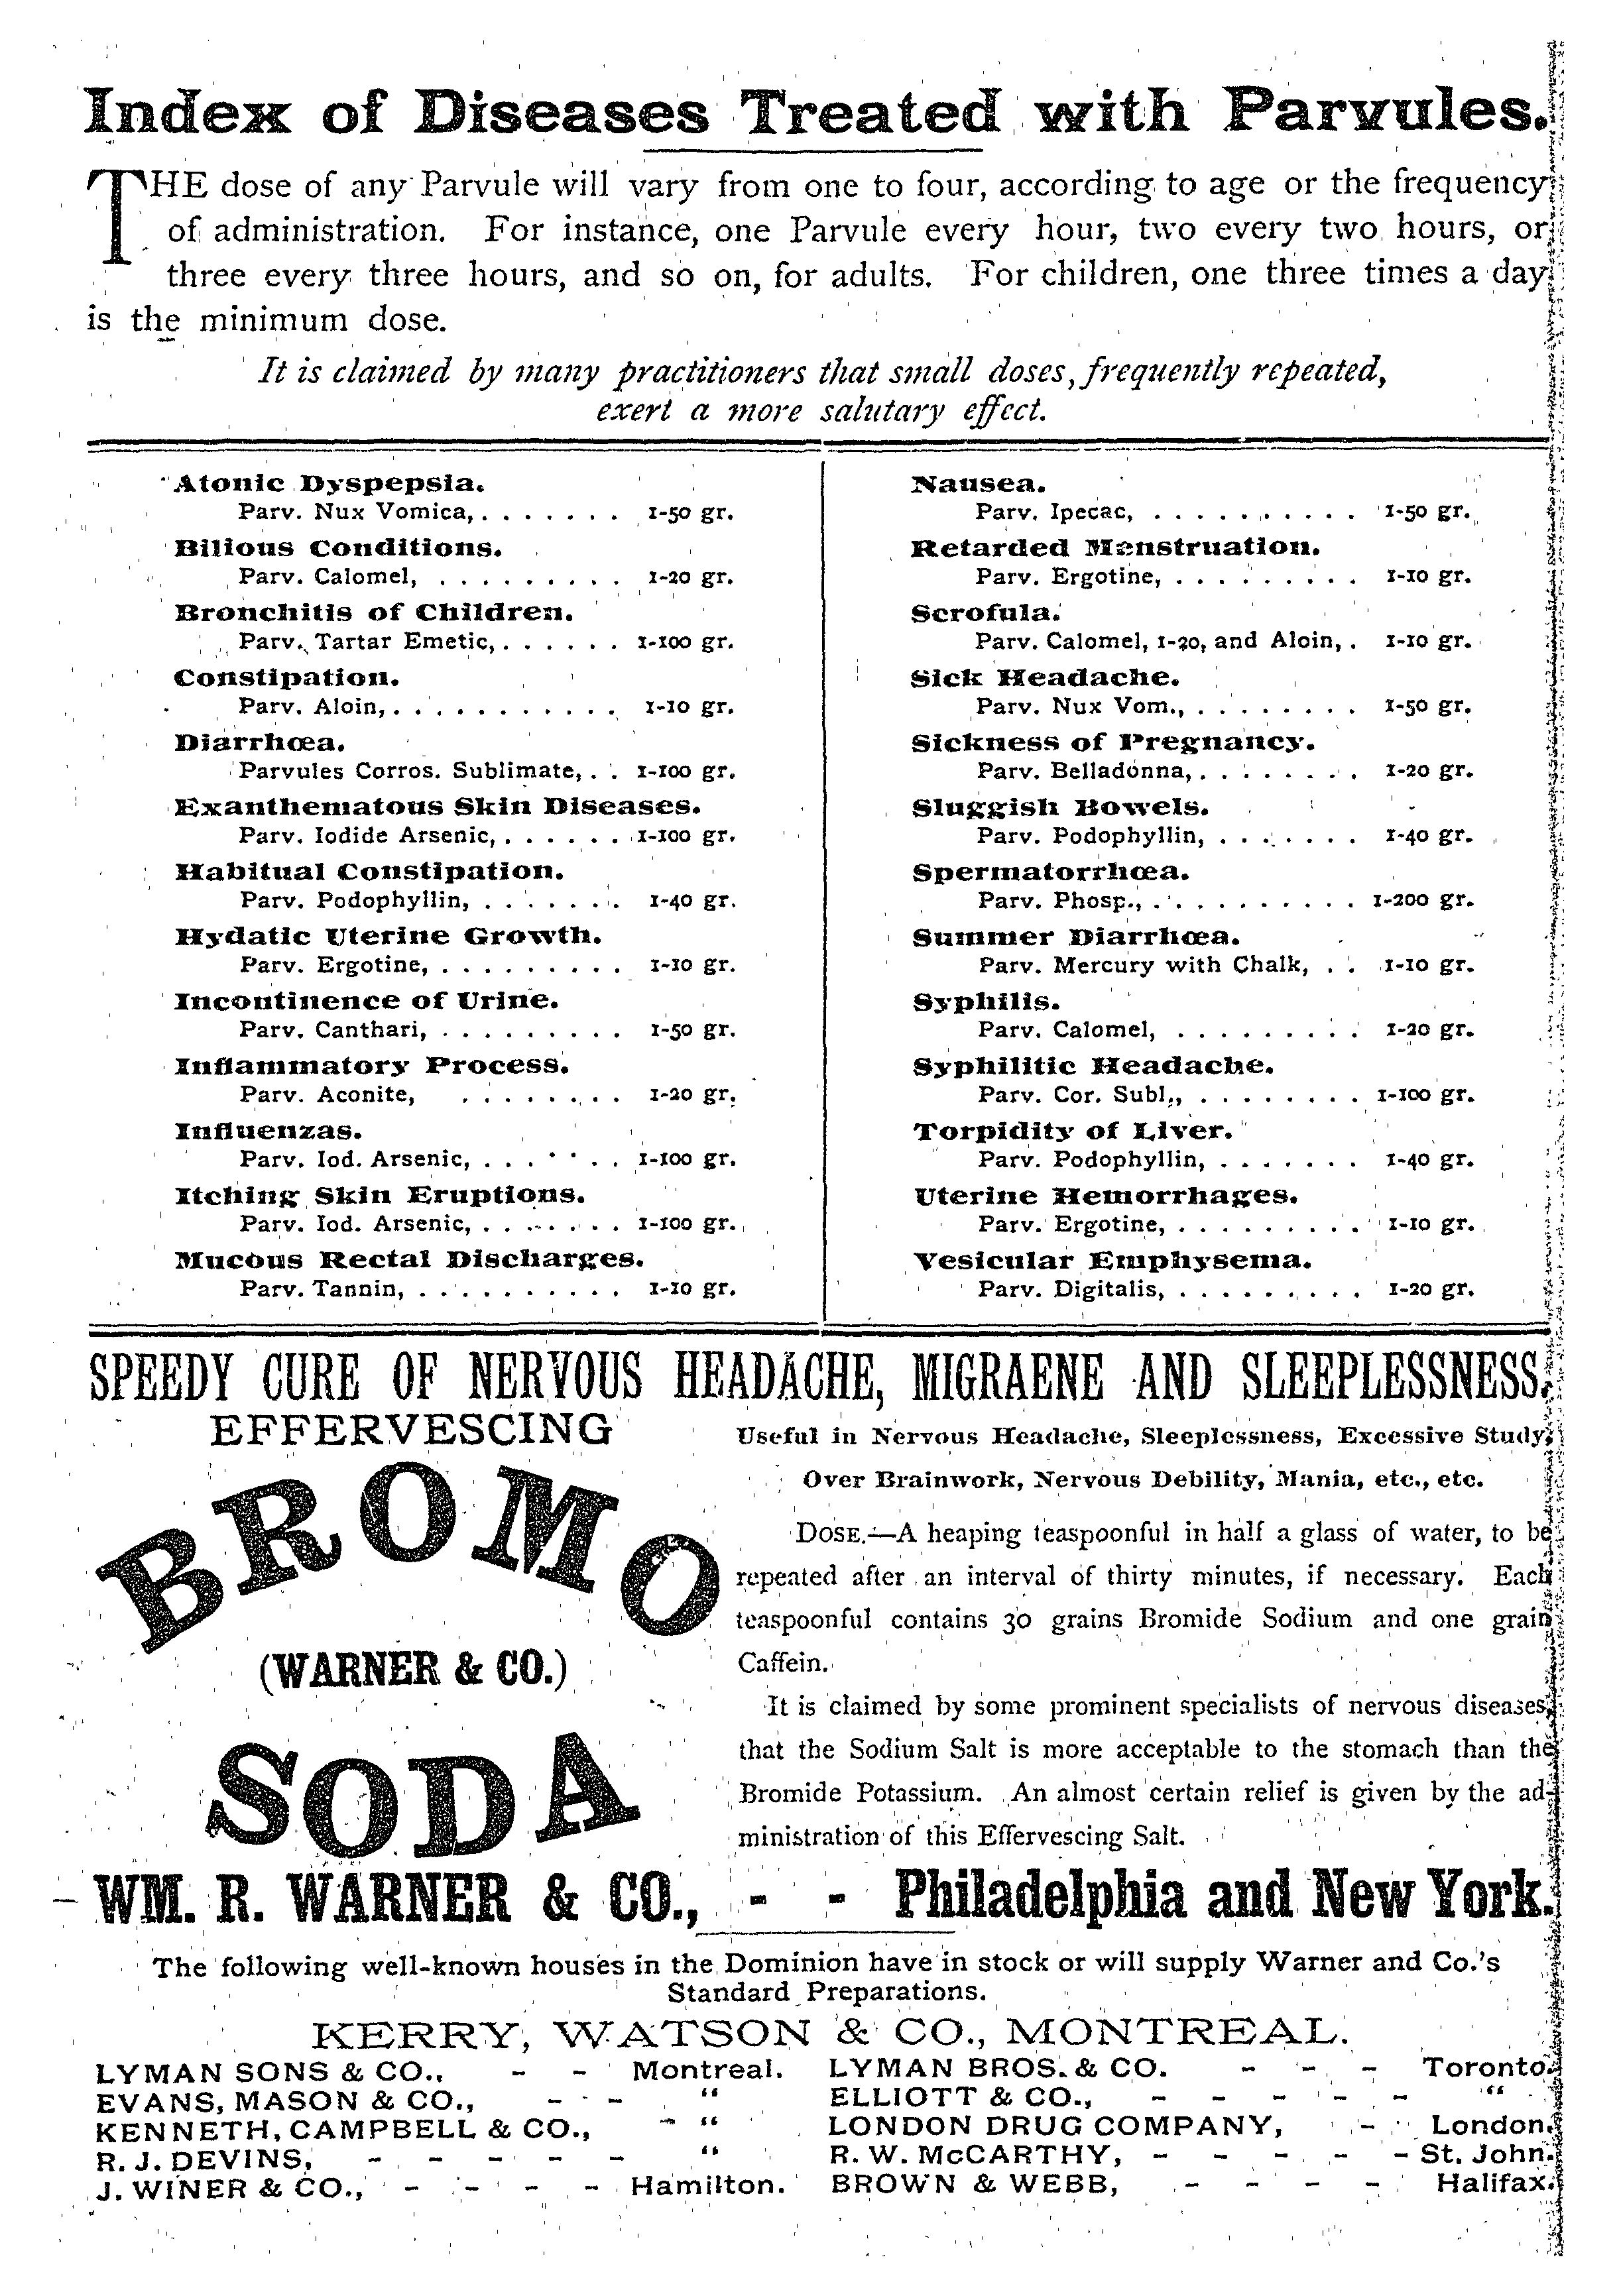 Index of Diseases Treated with Parvules.
THE dose of any Parvule will vary from one to four, according to age or the frequency
of administration. For instance, one Parvule every hour, two every two hours, or
three every three hours, and so on, for adults. For children, one three times a day
is the minimum dose.
It is claimed by many practitioners that small doses, frequently repeated,
exert a more salutary effect.
Atonic Dyspepsia.
Parv. Nux Vomica, . . . . . . . 1-50 gr.
Bilious Conditions.
Parv. Calomel, . . . . . . . . . 1-20 gr.
Bronchitis of Children.
Parv. Tartar Emetic, . . . . . . 1-100 gr.
Constipation.
Parv. Aloin, . . . . . . . . . . . 1-10 gr.
Diarrhœa.
Parvules Corros. Sublimate, . . 1-100 gr.
Exanthematous Skin Diseases.
Parv. Iodide Arsenic, . . . . . . 1-100 gr.
Habitual Constipation.
Parv. Podophyllin, . . . . . . . 1-40 gr.
Hydatic Uterine Growth.
Parv. Ergotine, . . . . . . . . . 1-10 gr.
Incontinence of Urine.
Parv. Canthari, . . . . . . . . . 1-50 gr.
Inflammatory Process.
Parv. Aconite, . . . . . . . . 1-20 gr.
Influenzas.
Parv. Iod. Arsenic, . . . . . . . 1-100 gr.
Itching Skin Eruptions.
Parv. Iod. Arsenic, . . . . . . . 1-100 gr.
Mucous Rectal Discharges.
Parv. Tannin, . . . . . . . . . . 1-10 gr.
Nausea.
Parv. Ipecac, . . . . . . . . . . 1-50 gr.
Retarded Menstruation.
Parv. Ergotine, . . . . . . . . . 1-10 gr.
Scrofula.
Parv. Calomel, 1-20, and Aloin, . 1-10 gr.
Sick Headache.
Parv. Nux Vom., . . . . . . . . 1-50 gr.
Sickness of Pregnancy.
Parv. Belladonna, . . . . . . . . 1-20 gr.
Sluggish Bowels.
Parv. Podophyllin, . . . . . . . 1-40 gr.
Spermatorrhœa.
Parv. Phosp., . . . . . . . . . . . 1-200 gr.
Summer Diarrhœa.
Parv. Mercury with Chalk, . . 1-10 gr.
Syphilis.
Parv. Calomel, . . . . . . . . . 1-20 gr.
Syphilitic Headache.
Parv. Cor. Subl., . . . . . . . . . 1-100 gr.
Torpidity of Liver.
Parv. Podophyllin, . . . . . . . 1-40 gr.
Uterine Hemorrhages.
Parv. Ergotine, . . . . . . . . . 1-10 gr.
Vesicular Emphysema.
Parv. Digitalis, . . . . . . . . . 1-20 gr.
SPEEDY CURE OF NERVOUS HEADACHE, MIGRAENE AND SLEEPLESSNESS.
EFFERVESCING
BROMO
(WARNER & CO.)
SODA
Useful in Nervous Headache, Sleeplessness, Excessive Study,
Over Brainwork, Nervous Debility, Mania, etc., etc.
DOSE.—A heaping teaspoonful in half a glass of water, to be
repeated after an interval of thirty minutes, if necessary. Each
teaspoonful contains 30 grains Bromide Sodium and one grain
Caffein.
It is claimed by some prominent specialists of nervous diseases,
that the Sodium Salt is more acceptable to the stomach than the
Bromide Potassium. An almost certain relief is given by the ad-
ministration of this Effervescing Salt.
WM. R. WARNER & CO., - - Philadelphia and New York.
The following well-known houses in the Dominion have in stock or will supply Warner and Co.'s
Standard Preparations.
KERRY, WATSON & CO., MONTREAL.
LYMAN SONS & CO., - - Montreal.
EVANS, MASON & CO., - - - "
KENNETH, CAMPBELL & CO., - "
R. J. DEVINS, - - - - - "
J. WINER & CO., - - - - Hamilton.
LYMAN BROS. & CO. - - - Toronto.
ELLIOTT & CO., - - - - - "
LONDON DRUG COMPANY, - London.
R. W. McCARTHY, - - - - - St. John.
BROWN & WEBB, - - - - Halifax.